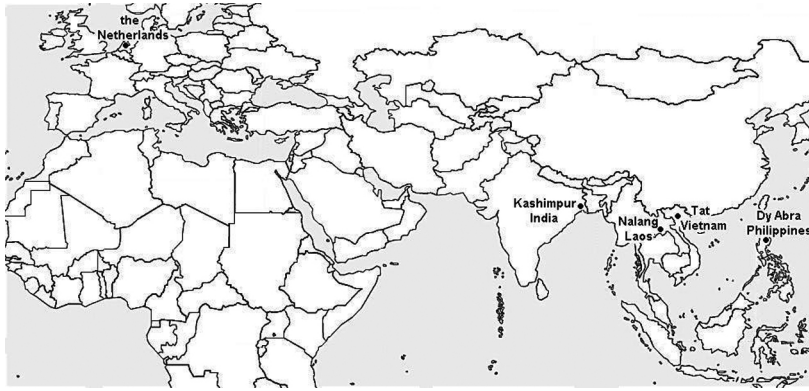 the
Netherlands
Kashimpur
India
Nalang
Laos
Tat
Vietnam
Dy Abra
Philippines